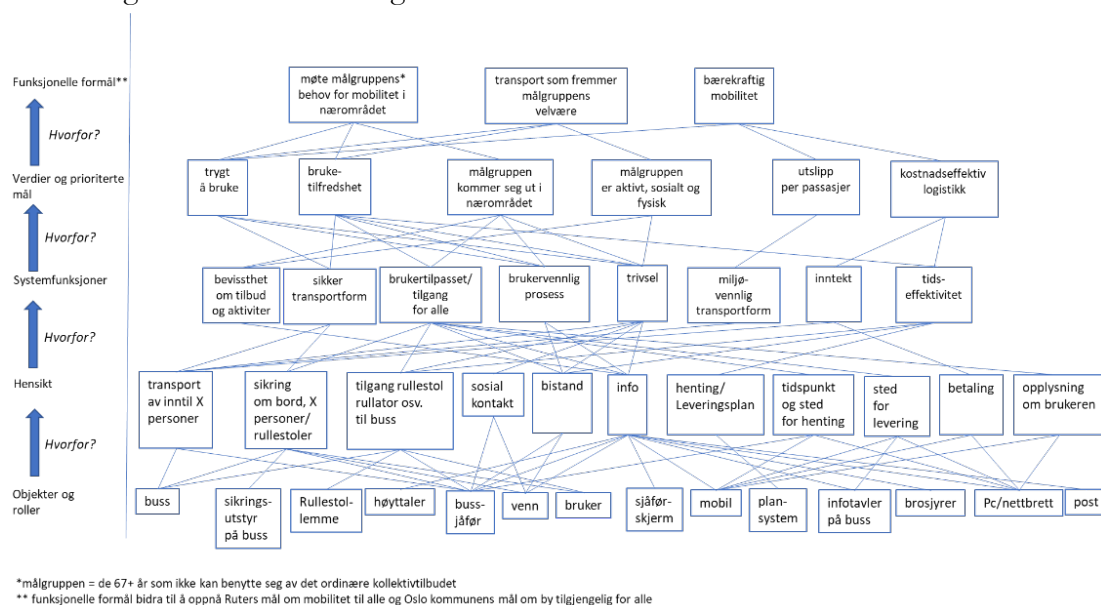 Funksjonelle formål**
møte målgruppens*
behov for mobilitet i
nærområdet
transport som fremmer
målgruppens
velvære
bærekraftig
mobilitet
Hvorfor?
Verdier og prioriterte
mål
trygt
å bruke
bruke-
tilfredshet
målgruppen
kommer seg ut i
nærområdet
målgruppen
er aktivt, sosialt og
fysisk
utslipp
per passasjer
kostnadseffektiv
logistikk
Hvorfor?
Systemfunksjoner
bevissthet
om tilbud
og aktiviter
sikker
transportform
brukertilpasset/
tilgang
for alle
brukervennlig
prosess
trivsel
miljø-
vennlig
transportform
inntekt
tids-
effektivitet
Hvorfor?
Hensikt
transport
av inntil X
personer
sikring
om bord, X
personer/
rullestoler
tilgang rullestol
rullator osv.
til buss
sosial
kontakt
bistand
info
henting/
Leveringsplan
tidspunkt
og sted
for henting
sted
for
levering
betaling
opplysning
om brukeren
Hvorfor?
Objekter og
roller
buss
sikrings-
utstyr
på buss
Rullestol-
lemme
høyttaler
buss-
jåfør
venn
bruker
sjåfør-
skjerm
mobil
plan-
system
infotavler
på buss
brosjyrer
Pc/nettbrett
post
*målgruppen = de 67+ år som ikke kan benytte seg av det ordinære kollektivtilbudet
** funksjonelle formål bidra til å oppnå Ruters mål om mobilitet til alle og Oslo kommunens mål om by tilgjengelig for alle